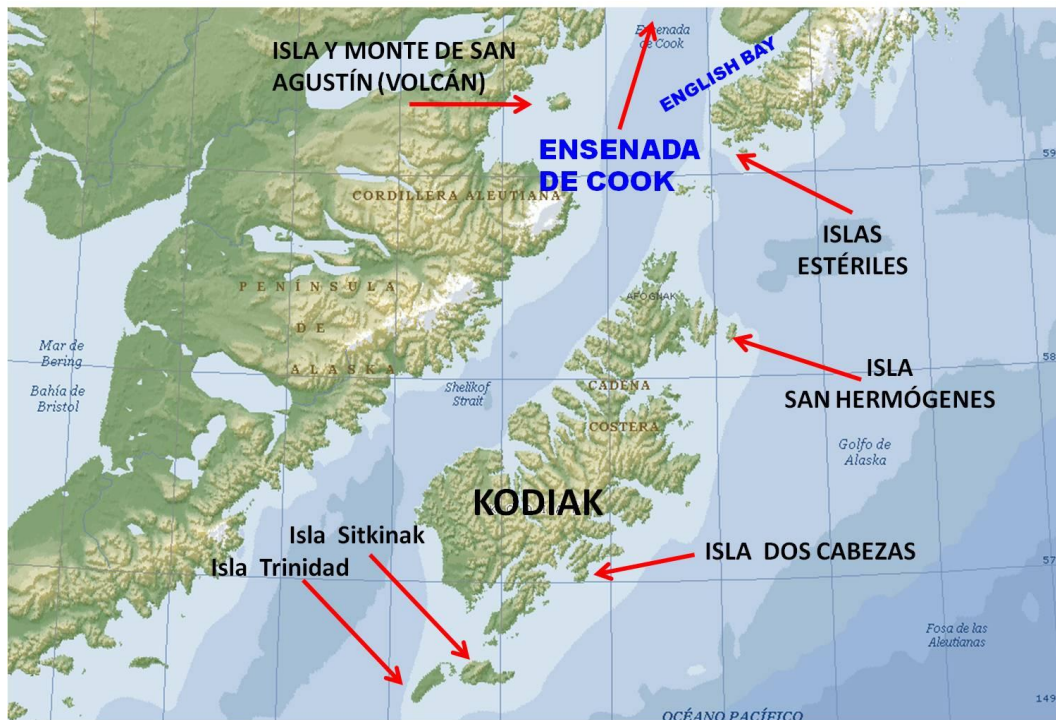 Ensenada
de Cook
ISLA Y MONTE DE SAN
AGUSTÍN (VOLCÁN)
ENGLISH BAY
ENSENADA
DE COOK
59
CORDILLERA ALEUTIANA
ISLAS
ESTÉRILES
PENÍNSULA
DE
ALASKA
AFOGNAK
Mar de
Bering
Bahía de
Bristol
58
ISLA
SAN HERMÓGENES
Shelikof
Strait
CADENA
COSTERA
Golfo de
Alaska
KODIAK
Isla Sitkinak
Isla Trinidad
ISLA DOS CABEZAS
57
Fosa de las
Aleutianas
149
OCÉANO PACÍFICO